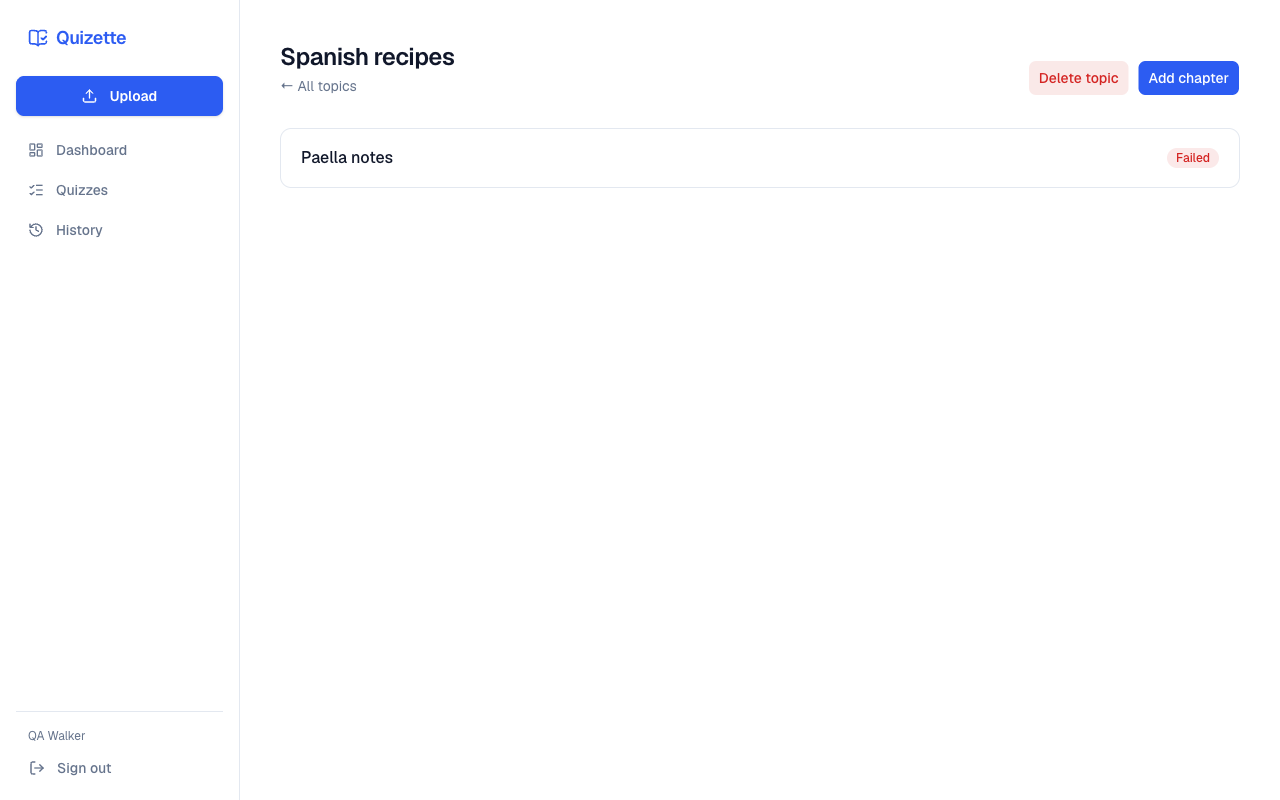 Quizette
Upload
Dashboard
Quizzes
History
QA Walker
Sign out
Spanish recipes
← All topics
Delete topic
Add chapter
Paella notes
Failed